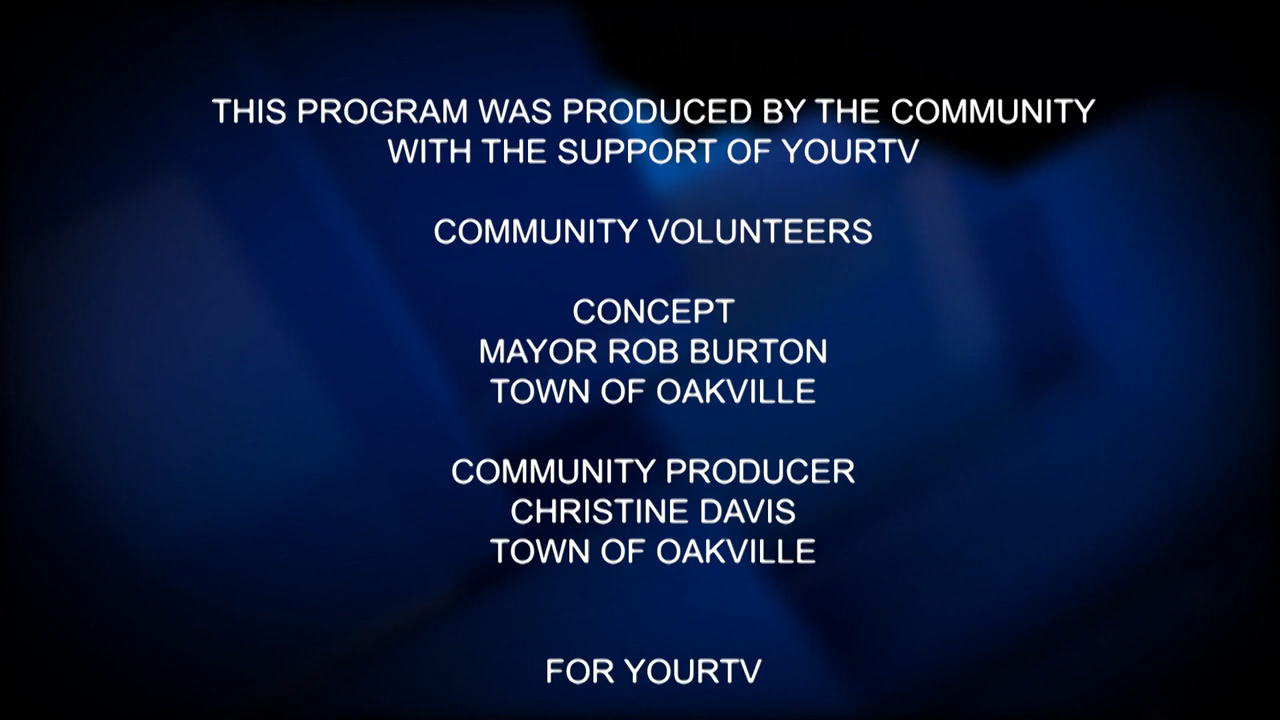 THIS PROGRAM WAS PRODUCED BY THE COMMUNITY
WITH THE SUPPORT OF YOURTV
COMMUNITY VOLUNTEERS
CONCEPT
MAYOR ROB BURTON
TOWN OF OAKVILLE
COMMUNITY PRODUCER
CHRISTINE DAVIS
TOWN OF OAKVILLE
FOR YOURTV